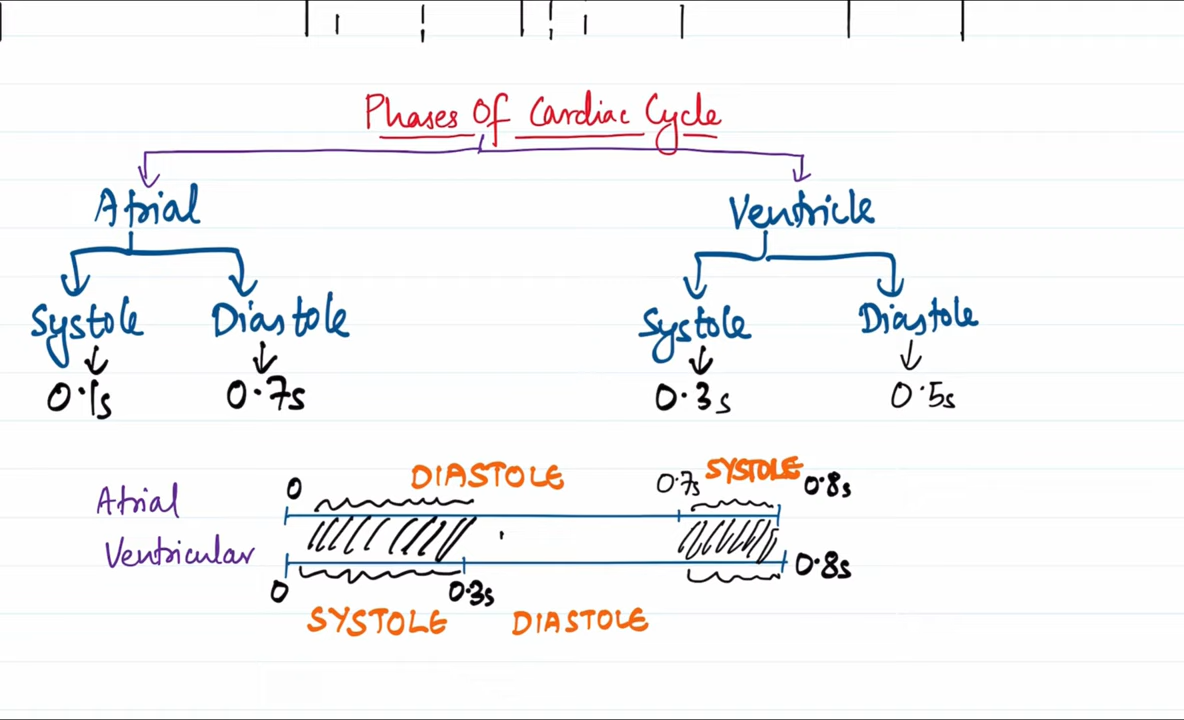 Phases Of Cardiac Cycle
Atrial Ventricle
Systole Diastole Systole Diastole
0.1s 0.7s 0.3s 0.5s
DIASTOLE SYSTOLE
Atrial 0 0.7s 0.8s
Ventricular 0.8s
0 0.3s
SYSTOLE DIASTOLE